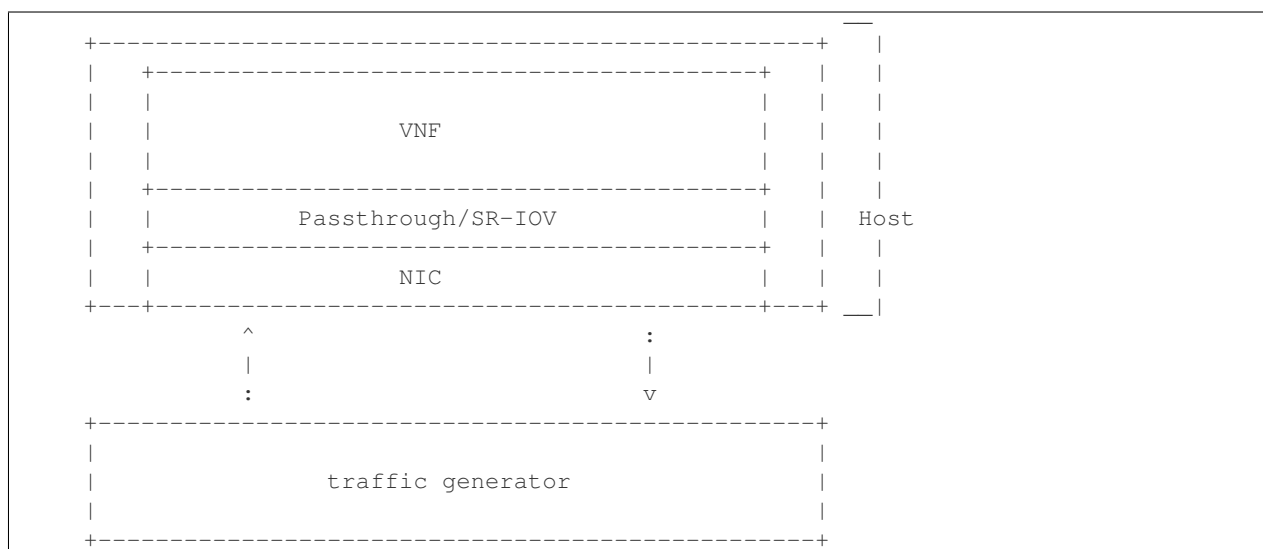 VNF
Passthrough/SR-IOV
Host
NIC
traffic generator